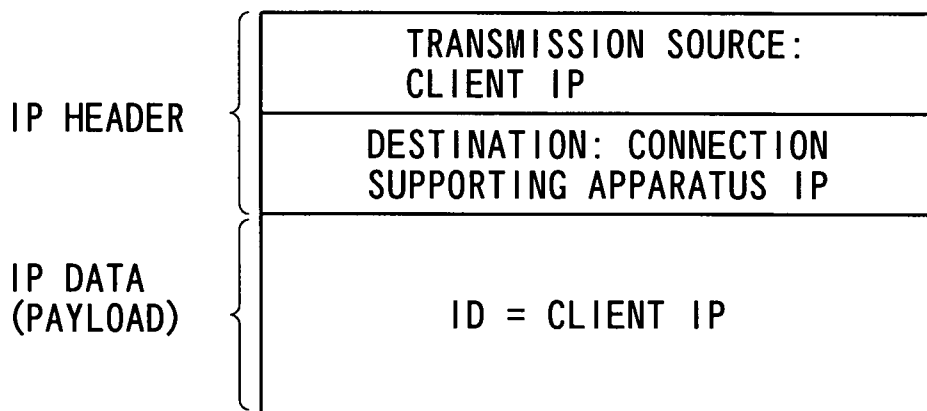 IP HEADER
TRANSMISSION SOURCE:
CLIENT IP
DESTINATION: CONNECTION
SUPPORTING APPARATUS IP
IP DATA
(PAYLOAD)
ID = CLIENT IP